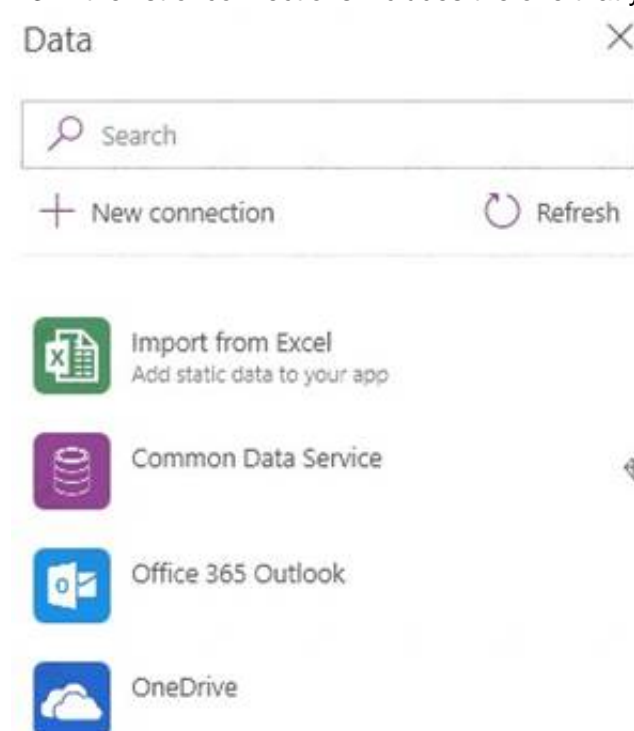 Data
Search
New connection
Refresh
Import from Excel
Add static data to your app
Common Data Service
Office 365 Outlook
OneDrive